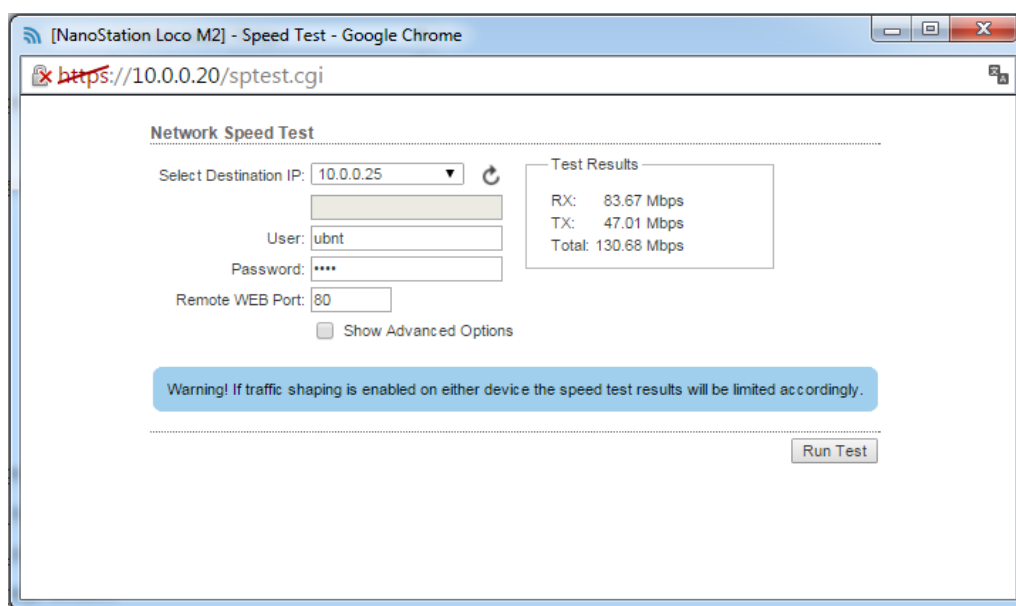 [NanoStation Loco M2] - Speed Test - Google Chrome
https://10.0.0.20/sptest.cgi
Network Speed Test
Select Destination IP: 10.0.0.25
User: ubnt
Password: ••••
Remote WEB Port: 80
Show Advanced Options
Test Results
RX: 83.67 Mbps
TX: 47.01 Mbps
Total: 130.68 Mbps
Warning! If traffic shaping is enabled on either device the speed test results will be limited accordingly.
Run Test